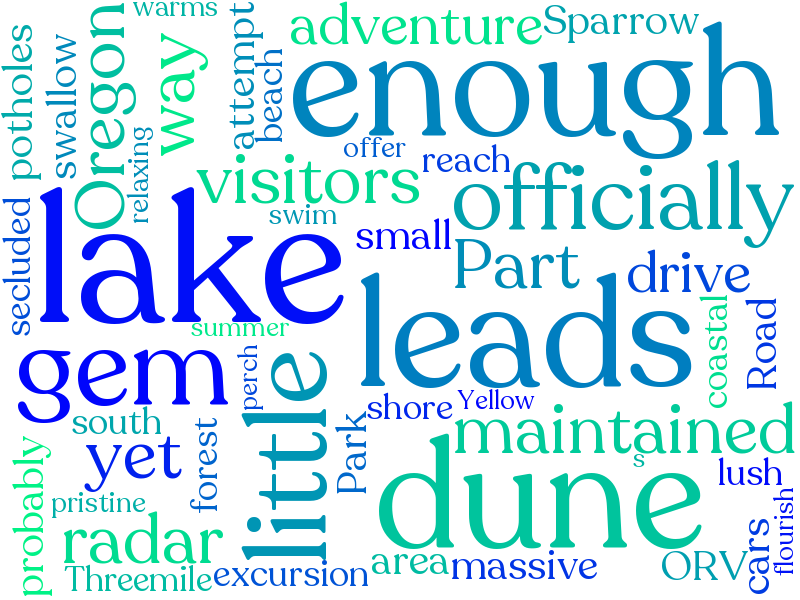 warms
adventure
Sparrow
potholes
swallow
Oregon
way
attempt
beach
enough
relaxing
offer
reach
visitors
officially
swim
secluded
lake
small
Part
drive
leads
summer
coastal
Road
gem
perch
little
shore
Yellow
south
forest
Park
maintained
yet
dune
s
lush
probably
pristine
radar
area
massive
ORV
cars
flourish
Threemile
excursion